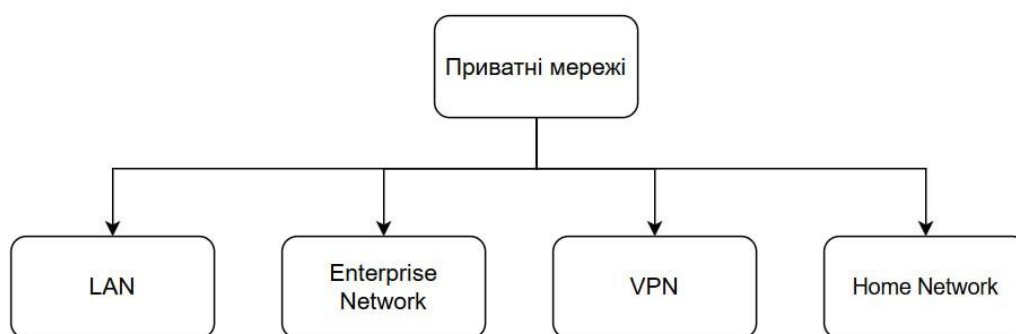 Приватні мережі
LAN
Enterprise
Network
VPN
Home Network